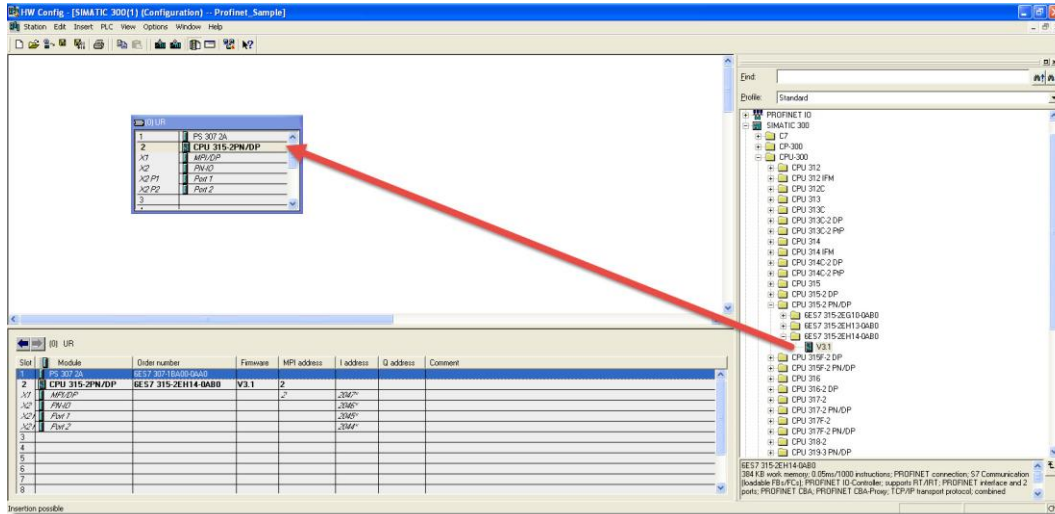 HW Config - [SIMATIC 300(1) (Configuration) -- Profinet_Sample]
Station Edit Insert PLC View Options Window Help
(0) UR
1 PS 307 2A
2 CPU 315-2PN/DP
X1 MPI/DP
X2 PN-IO
X2 P1 Port 1
X2 P2 Port 2
3
Find:
Profile: Standard
PROFINET IO
SIMATIC 300
C7
CP-300
CPU-300
CPU 312
CPU 312 IFM
CPU 312C
CPU 313
CPU 313C
CPU 313C-2 DP
CPU 313C-2 PtP
CPU 314
CPU 314 IFM
CPU 314C-2 DP
CPU 314C-2 PtP
CPU 315
CPU 315-2 DP
CPU 315-2 PN/DP
6ES7 315-2EG10-0AB0
6ES7 315-2EH13-0AB0
6ES7 315-2EH14-0AB0
V3.1
CPU 315F-2 DP
CPU 315F-2 PN/DP
CPU 316
CPU 316-2 DP
CPU 317-2
CPU 317-2 PN/DP
CPU 317F-2
CPU 317F-2 PN/DP
CPU 318-2
CPU 319-3 PN/DP
6ES7 315-2EH14-0AB0
384 KB work memory; 0.05ms/1000 instructions; PROFINET connection; S7 Communication
(loadable FBs/FCs); PROFINET IO-Controller; supports RT/IRT; PROFINET interface and 2
ports; PROFINET CBA; PROFINET CBA-Proxy; TCP/IP transport protocol; combined
(0) UR
Slot Module Order number Firmware MPI address I address Q address Comment
1 PS 307 2A 6ES7 307-1BA00-0AA0
2 CPU 315-2PN/DP 6ES7 315-2EH14-0AB0 V3.1 2
X1 MPI/DP 2 2047*
X2 PN-IO 2046*
X2 Port 1 2045*
X2 Port 2 2044*
3
4
5
6
7
8
Insertion possible